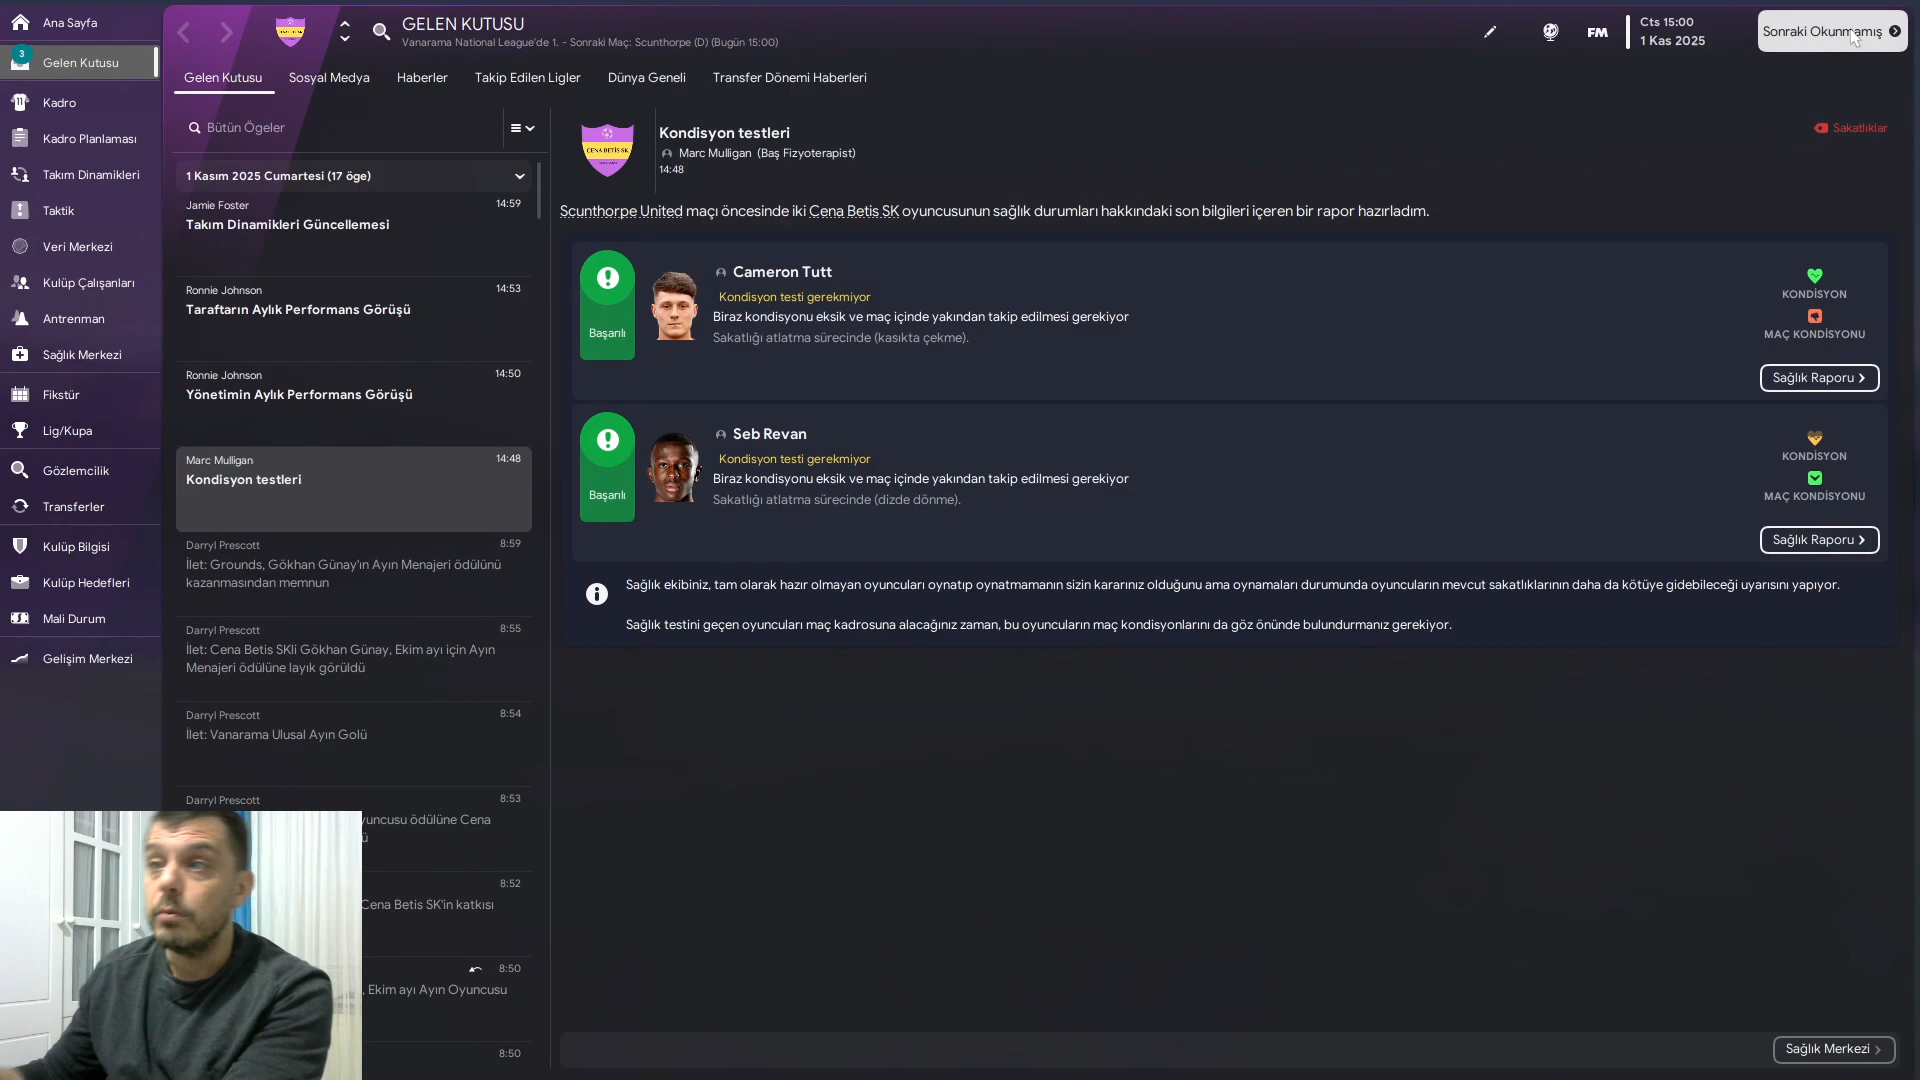 Ana Sayfa
3
Gelen Kutusu
11
Kadro
Kadro Planlaması
Takım Dinamikleri
Taktik
Veri Merkezi
Kulüp Çalışanları
Antrenman
Sağlık Merkezi
Fikstür
Lig/Kupa
Gözlemcilik
Transferler
Kulüp Bilgisi
Kulüp Hedefleri
Mali Durum
Gelişim Merkezi
GELEN KUTUSU
Vanarama National League'de 1. - Sonraki Maç: Scunthorpe (D) (Bugün 15:00)
FM
Cts 15:00
1 Kas 2025
Sonraki Okunmamış
Gelen Kutusu
Sosyal Medya
Haberler
Takip Edilen Ligler
Dünya Geneli
Transfer Dönemi Haberleri
Bütün Ögeler
1 Kasım 2025 Cumartesi (17 öge)
Jamie Foster 14:59
Takım Dinamikleri Güncellemesi
Ronnie Johnson 14:53
Taraftarın Aylık Performans Görüşü
Ronnie Johnson 14:50
Yönetimin Aylık Performans Görüşü
Marc Mulligan 14:48
Kondisyon testleri
Darryl Prescott 8:59
İlet: Grounds, Gökhan Günay'ın Ayın Menajeri ödülünü
kazanmasından memnun
Darryl Prescott 8:55
İlet: Cena Betis SKli Gökhan Günay, Ekim ayı için Ayın
Menajeri ödülüne layık görüldü
Darryl Prescott 8:54
İlet: Vanarama Ulusal Ayın Golü
Darryl Prescott 8:53
yuncusu ödülüne Cena
ü
8:52
Cena Betis SK'in katkısı
8:50
, Ekim ayı Ayın Oyuncusu
8:50
CENA BETİS SK
Kondisyon testleri
Marc Mulligan (Baş Fizyoterapist)
14:48
Sakatlıklar
Scunthorpe United maçı öncesinde iki Cena Betis SK oyuncusunun sağlık durumları hakkındaki son bilgileri içeren bir rapor hazırladım.
Başarılı
Cameron Tutt
Kondisyon testi gerekmiyor
Biraz kondisyonu eksik ve maç içinde yakından takip edilmesi gerekiyor
Sakatlığı atlatma sürecinde (kasıkta çekme).
KONDİSYON
MAÇ KONDİSYONU
Sağlık Raporu
Başarılı
Seb Revan
Kondisyon testi gerekmiyor
Biraz kondisyonu eksik ve maç içinde yakından takip edilmesi gerekiyor
Sakatlığı atlatma sürecinde (dizde dönme).
KONDİSYON
MAÇ KONDİSYONU
Sağlık Raporu
Sağlık ekibiniz, tam olarak hazır olmayan oyuncuları oynatıp oynatmamanın sizin kararınız olduğunu ama oynamaları durumunda oyuncuların mevcut sakatlıklarının daha da kötüye gidebileceği uyarısını yapıyor.
Sağlık testini geçen oyuncuları maç kadrosuna alacağınız zaman, bu oyuncuların maç kondisyonlarını da göz önünde bulundurmanız gerekiyor.
Sağlık Merkezi